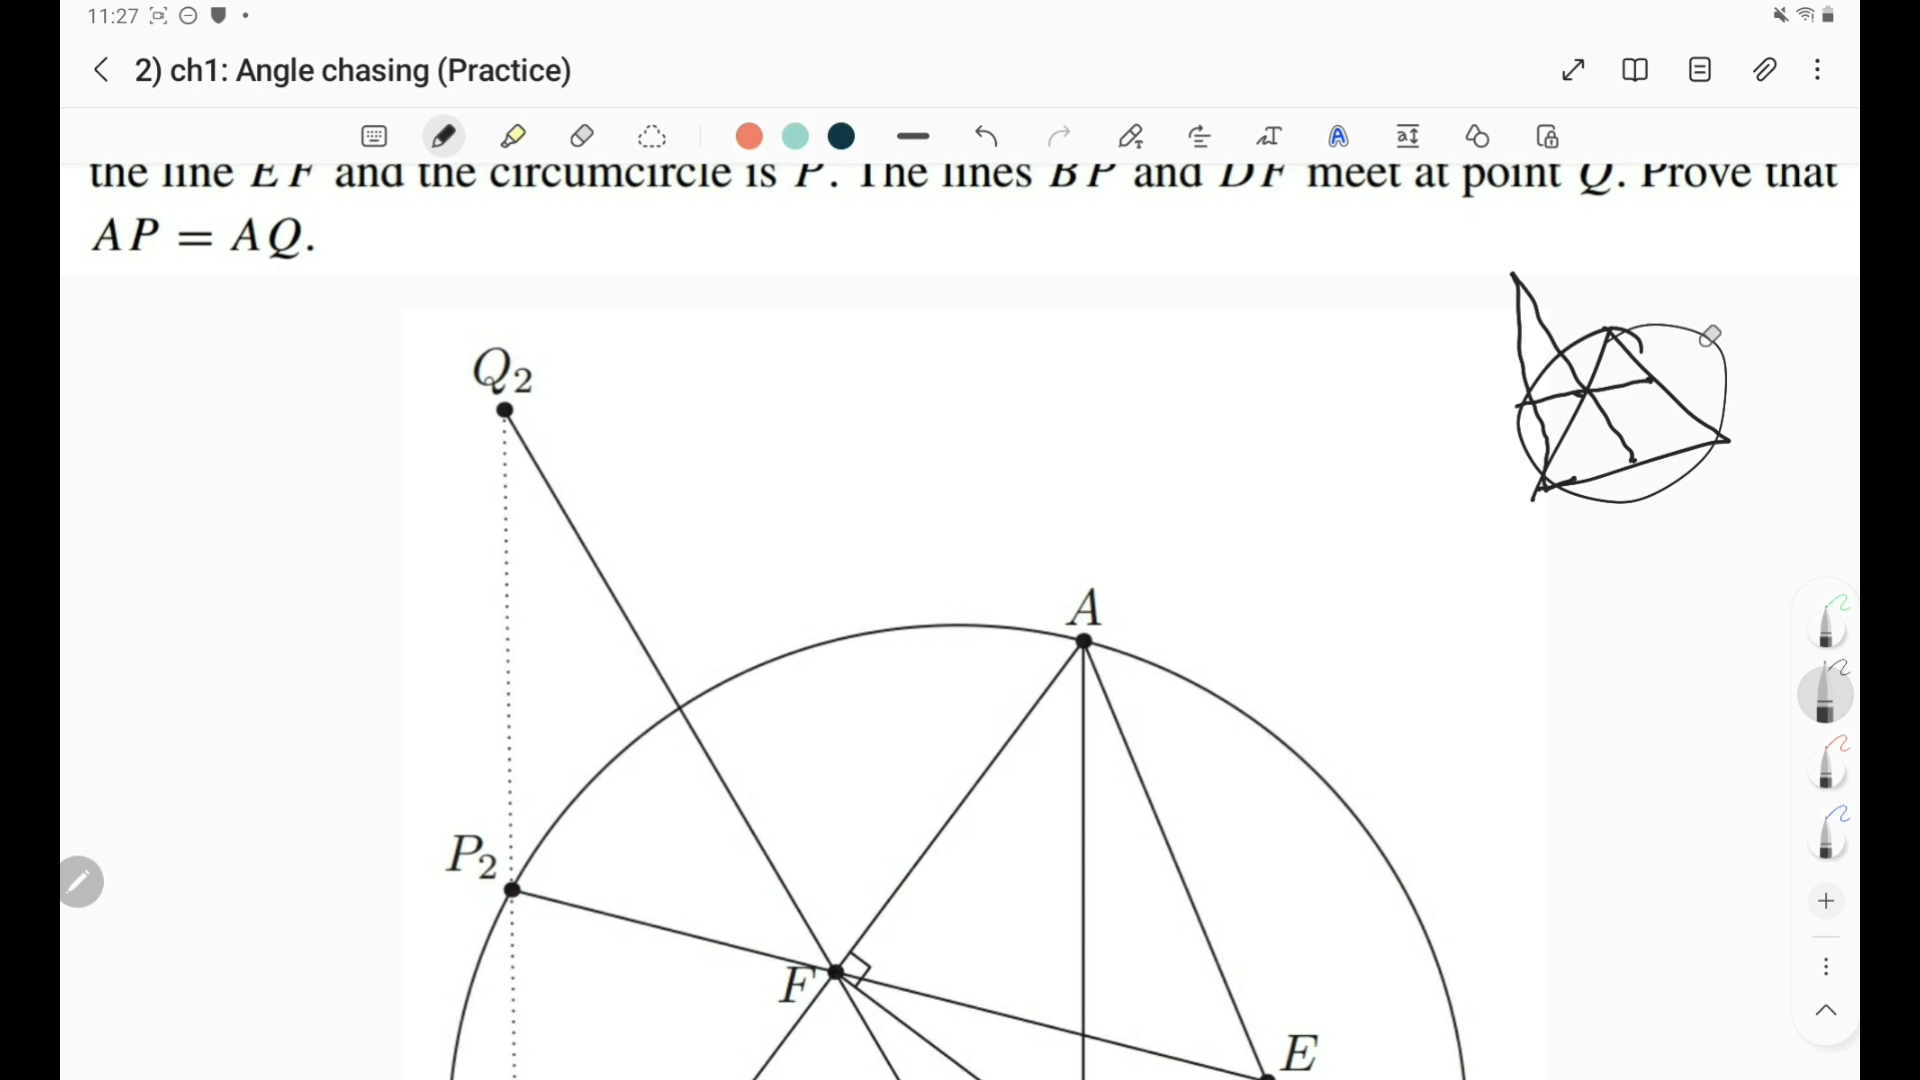 11:27
2) ch1: Angle chasing (Practice)
the line EF and the circumcircle is P. The lines BP and DF meet at point Q. Prove that
AP = AQ.
Q₂
A
P₂
F
E